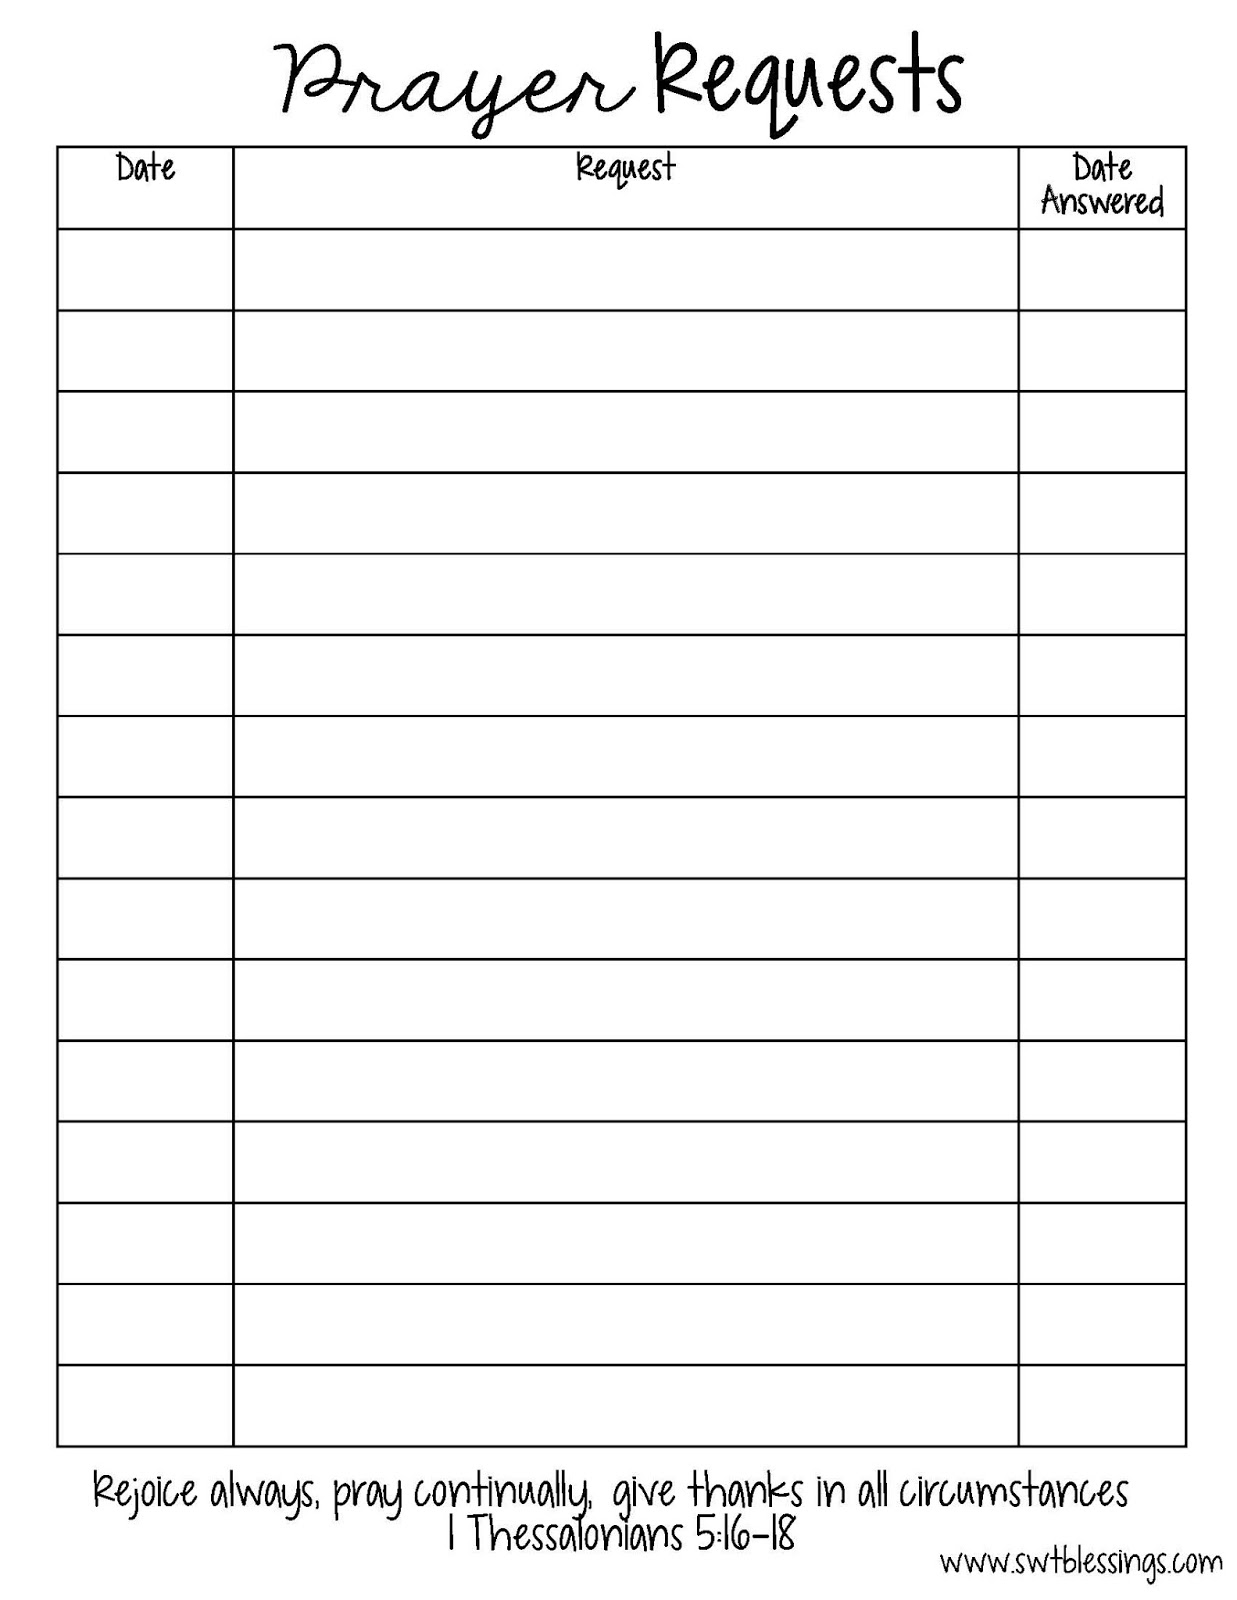 Prayer Requests
Date Request Date
Answered
Rejoice always, pray continually, give thanks in all circumstances
1 Thessalonians 5:16-18
www.swtblessings.com